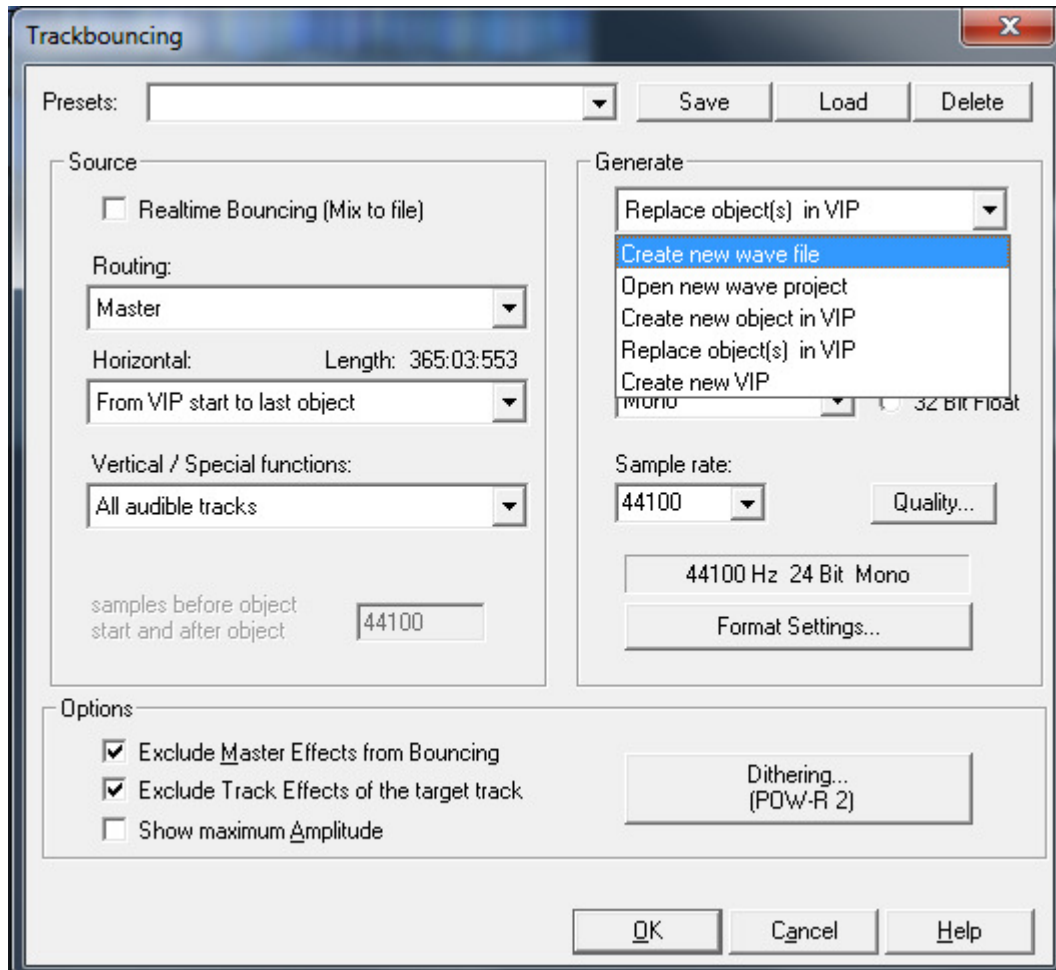 Trackbouncing
Presets:
Save
Load
Delete
Source
Realtime Bouncing (Mix to file)
Routing:
Master
Horizontal: Length: 365:03:553
From VIP start to last object
Vertical / Special functions:
All audible tracks
samples before object
start and after object
44100
Generate
Replace object(s) in VIP
Create new wave file
Open new wave project
Create new object in VIP
Replace object(s) in VIP
Create new VIP
Mono
32 Bit Float
Sample rate:
44100
Quality...
44100 Hz 24 Bit Mono
Format Settings...
Options
Exclude Master Effects from Bouncing
Exclude Track Effects of the target track
Show maximum Amplitude
Dithering...
(POW-R 2)
OK
Cancel
Help